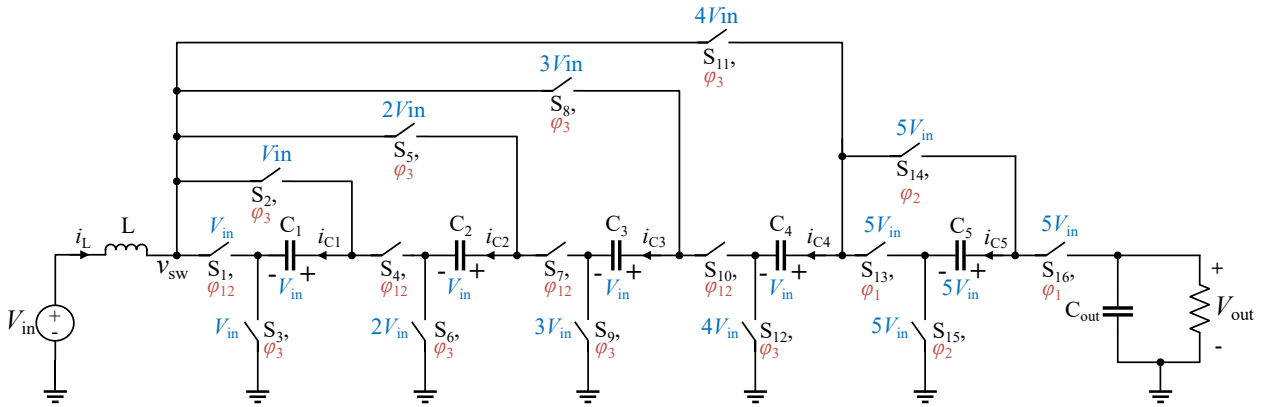 4Vin
S11,
φ3
3Vin
S8,
φ3
2Vin
S5,
φ3
5Vin
S14,
φ2
Vin
S2,
φ3
iL
L
vsw
Vin
S1,
φ12
C1
- +
Vin
iC1
S4,
φ12
C2
- +
Vin
iC2
S7,
φ12
C3
- +
Vin
iC3
S10,
φ12
C4
- +
Vin
iC4
5Vin
S13,
φ1
C5
- +
5Vin
iC5
5Vin
S16,
φ1
Vin
+
-
Vin
S3,
φ3
2Vin
S6,
φ3
3Vin
S9,
φ3
4Vin
S12,
φ3
5Vin
S15,
φ2
Cout
+
Vout
-